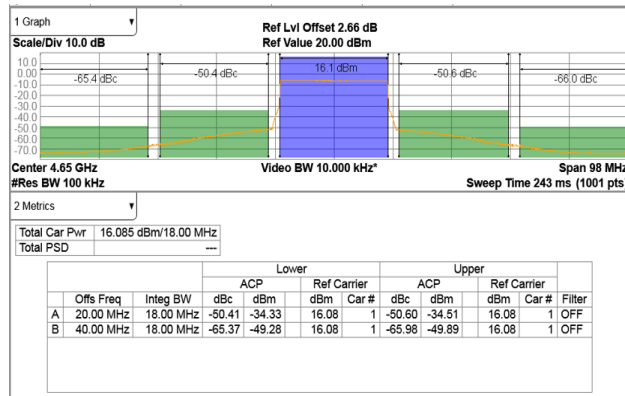 1 Graph
Ref Lvl Offset 2.66 dB
Scale/Div 10.0 dB
Ref Value 20.00 dBm
10.0
0.00
-10.0
-20.0
-30.0
-40.0
-50.0
-60.0
-70.0
-65.4 dBc
-50.4 dBc
16.1 dBm
-50.6 dBc
-66.0 dBc
Center 4.65 GHz
Video BW 10.000 kHz*
Span 98 MHz
#Res BW 100 kHz
Sweep Time 243 ms (1001 pts)
2 Metrics
Total Car Pwr 16.085 dBm/18.00 MHz
Total PSD ---
Lower Upper
ACP Ref Carrier ACP Ref Carrier
Offs Freq Integ BW dBc dBm dBm Car # dBc dBm dBm Car # Filter
A 20.00 MHz 18.00 MHz -50.41 -34.33 16.08 1 -50.60 -34.51 16.08 1 OFF
B 40.00 MHz 18.00 MHz -65.37 -49.28 16.08 1 -65.98 -49.89 16.08 1 OFF